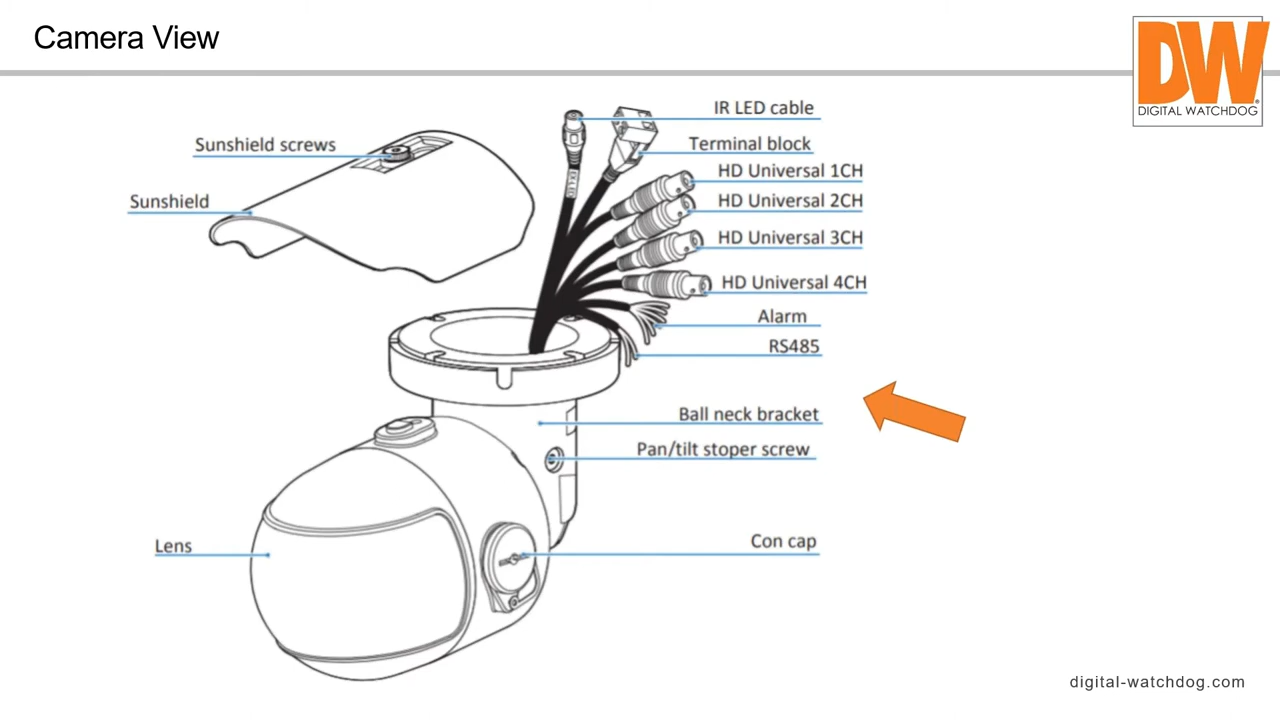 Camera View
DW
DIGITAL WATCHDOG
IR LED cable
Sunshield screws
Terminal block
HD Universal 1CH
Sunshield
HD Universal 2CH
HD Universal 3CH
HD Universal 4CH
Alarm
RS485
Ball neck bracket
Pan/tilt stoper screw
Lens
Con cap
digital-watchdog.com